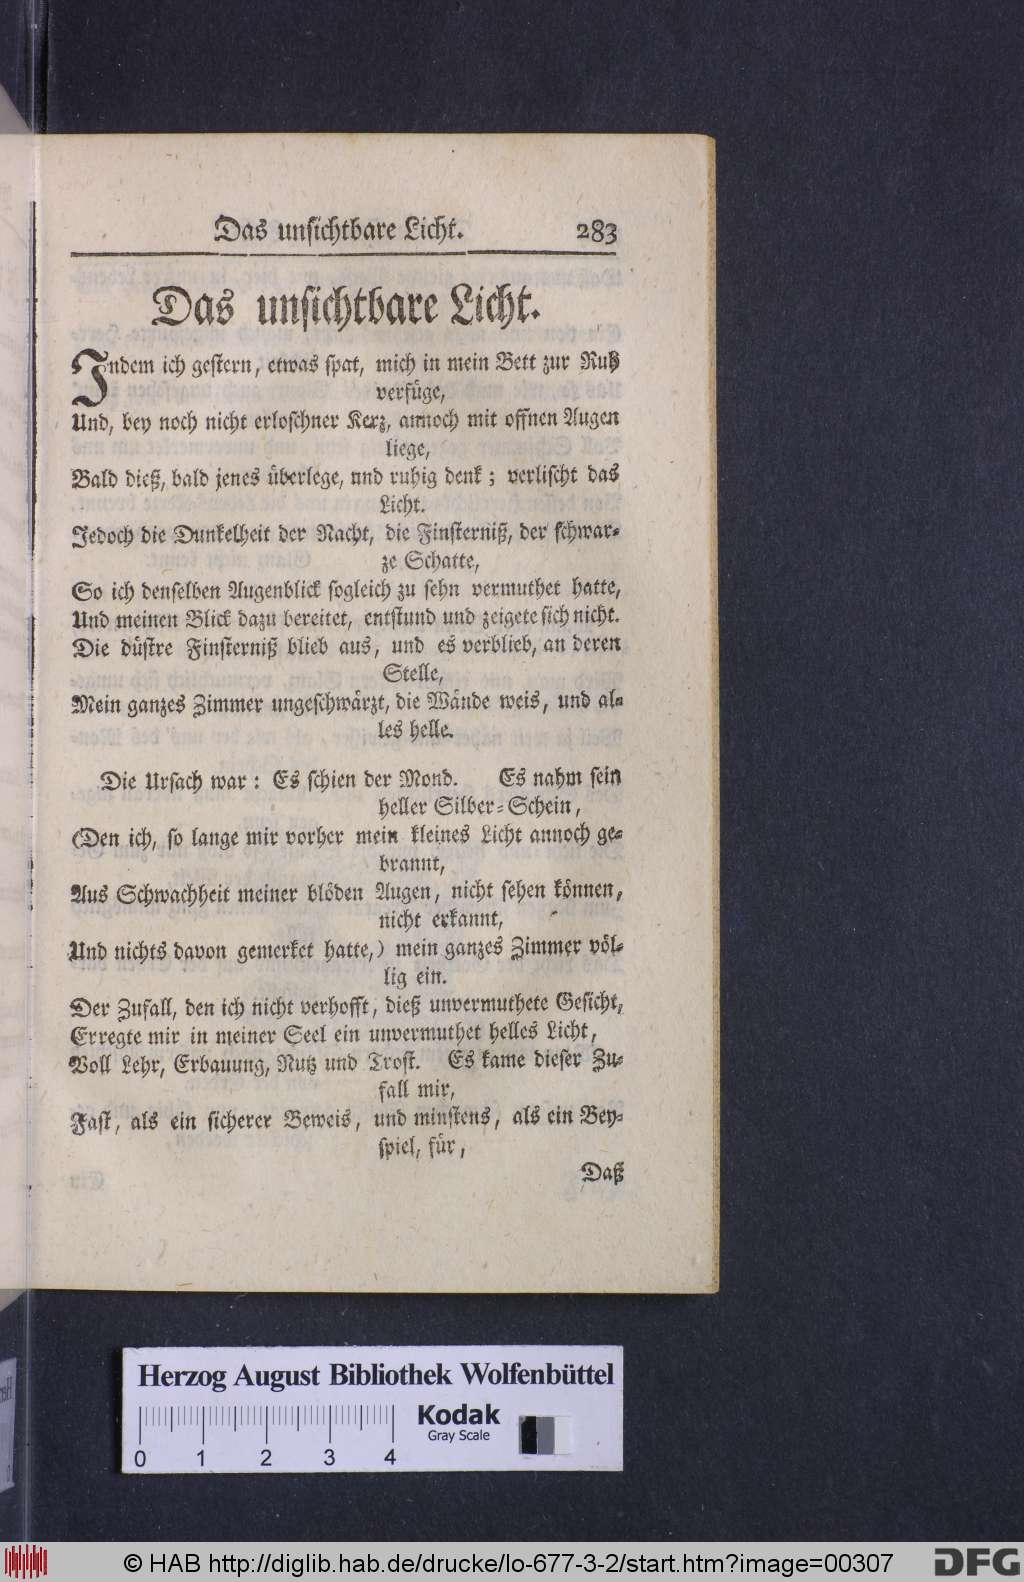 Das unsichtbare Licht. 283
Das unsichtbare Licht.
Indem ich gestern, etwas spat, mich in mein Bett zur Ruh
verfüge,
Und, bey noch nicht erloschner Kerz, annoch mit offnen Augen
liege,
Bald dieß, bald jenes überlege, und ruhig denk; verlischt das
Licht.
Jedoch die Dunkelheit der Nacht, die Finsterniß, der schwar-
ze Schatte,
So ich denselben Augenblick sogleich zu sehn vermuthet hatte,
Und meinen Blick dazu bereitet, entstund und zeigete sich nicht.
Die düstre Finsterniß blieb aus, und es verblieb, an deren
Stelle,
Mein ganzes Zimmer ungeschwärzt, die Wände weis, und al-
les helle.
Die Ursach war: Es schien der Mond. Es nahm sein
heller Silber-Schein,
(Den ich, so lange mir vorher mein kleines Licht annoch ge-
brannt,
Aus Schwachheit meiner blöden Augen, nicht sehen können,
nicht erkannt,
Und nichts davon gemerket hatte,) mein ganzes Zimmer völ-
lig ein.
Der Zufall, den ich nicht verhofft, dieß unvermuthete Gesicht,
Erregte mir in meiner Seel ein unvermuthet helles Licht,
Voll Lehr, Erbauung, Nutz und Trost. Es kame dieser Zu-
fall mir,
Fast, als ein sicherer Beweis, und minstens, als ein Bey-
spiel, für,
Daß
Herzog August Bibliothek Wolfenbüttel
Kodak
Gray Scale
0 1 2 3 4
© HAB http://diglib.hab.de/drucke/lo-677-3-2/start.htm?image=00307
DFG